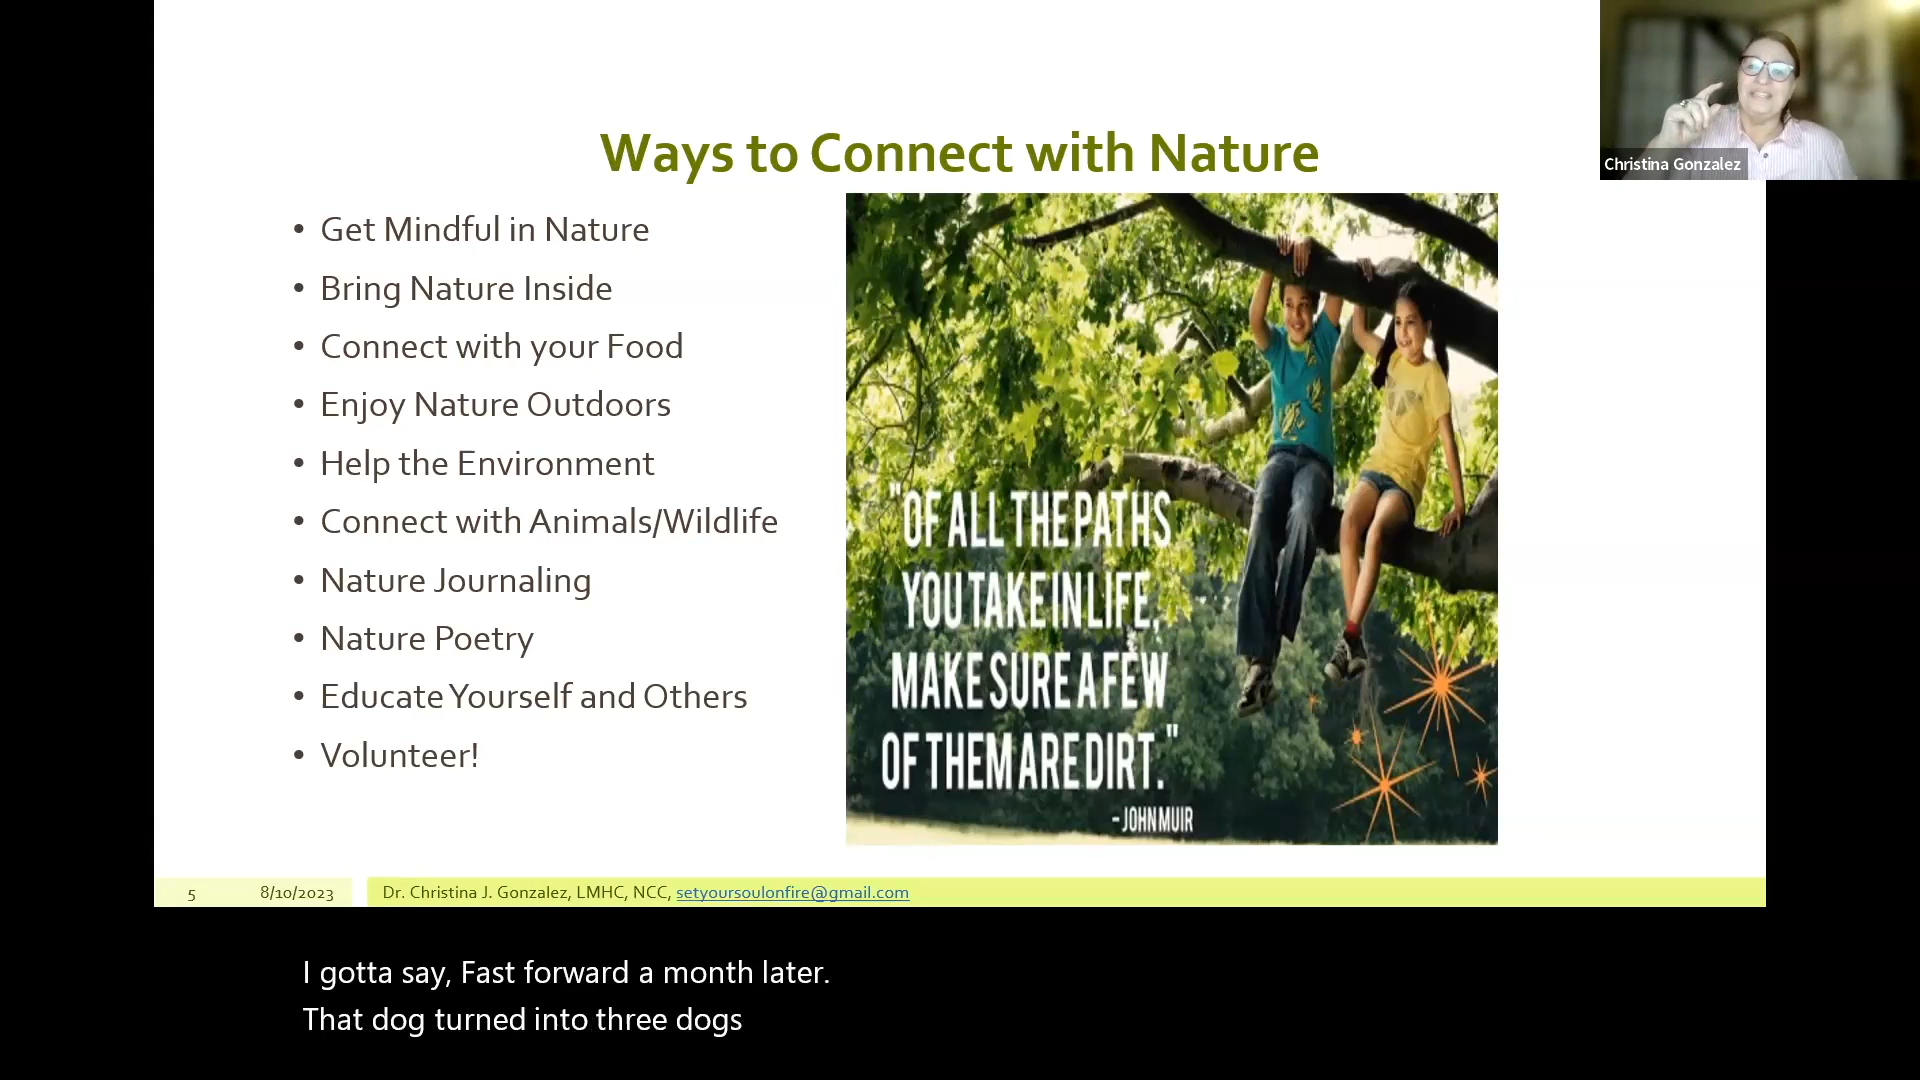 Christina Gonzalez
Ways to Connect with Nature
• Get Mindful in Nature
• Bring Nature Inside
• Connect with your Food
• Enjoy Nature Outdoors
• Help the Environment
• Connect with Animals/Wildlife
• Nature Journaling
• Nature Poetry
• Educate Yourself and Others
• Volunteer!
"OF ALL THE PATHS
YOU TAKE IN LIFE,
MAKE SURE A FEW
OF THEM ARE DIRT."
- JOHN MUIR
5 8/10/2023 Dr. Christina J. Gonzalez, LMHC, NCC, setyoursoulonfire@gmail.com
I gotta say, Fast forward a month later.
That dog turned into three dogs